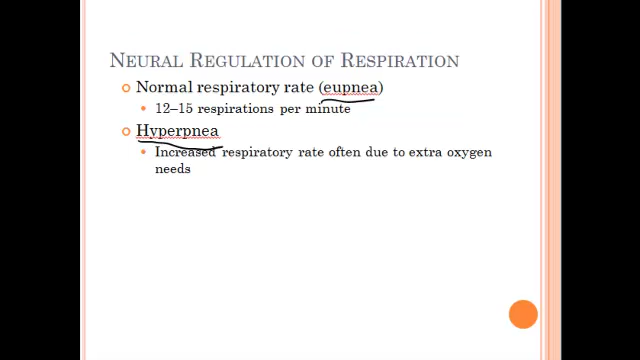 NEURAL REGULATION OF RESPIRATION
Normal respiratory rate (eupnea)
12–15 respirations per minute
Hyperpnea
Increased respiratory rate often due to extra oxygen
needs